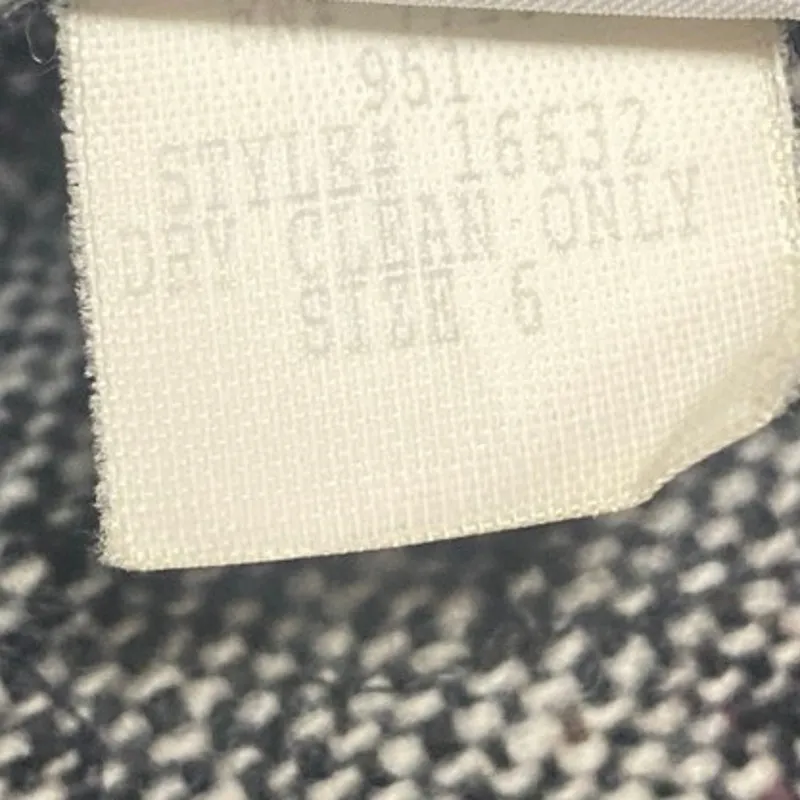 951
STYLE# 16632
DRY CLEAN ONLY
SIZE 6